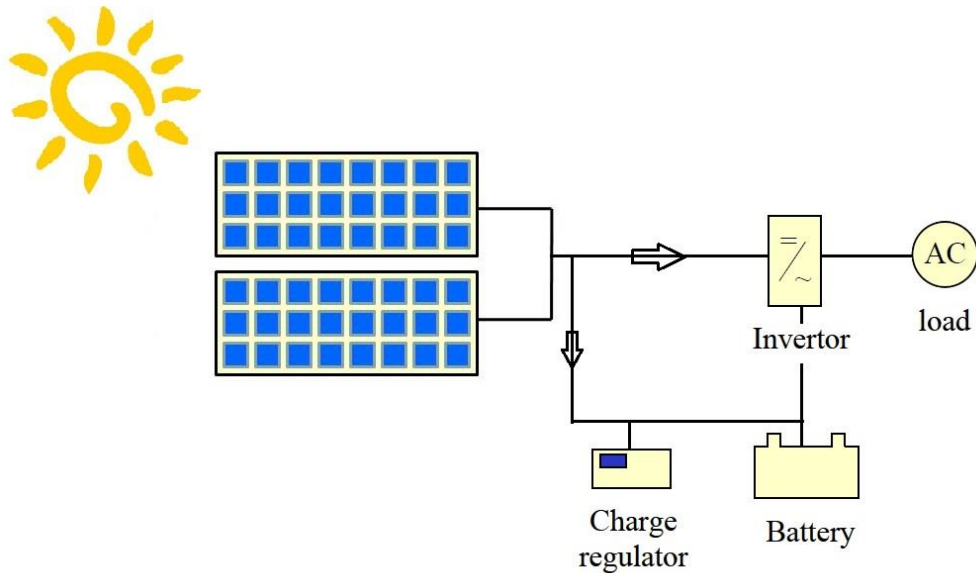 AC
load
Invertor
Charge
regulator
Battery